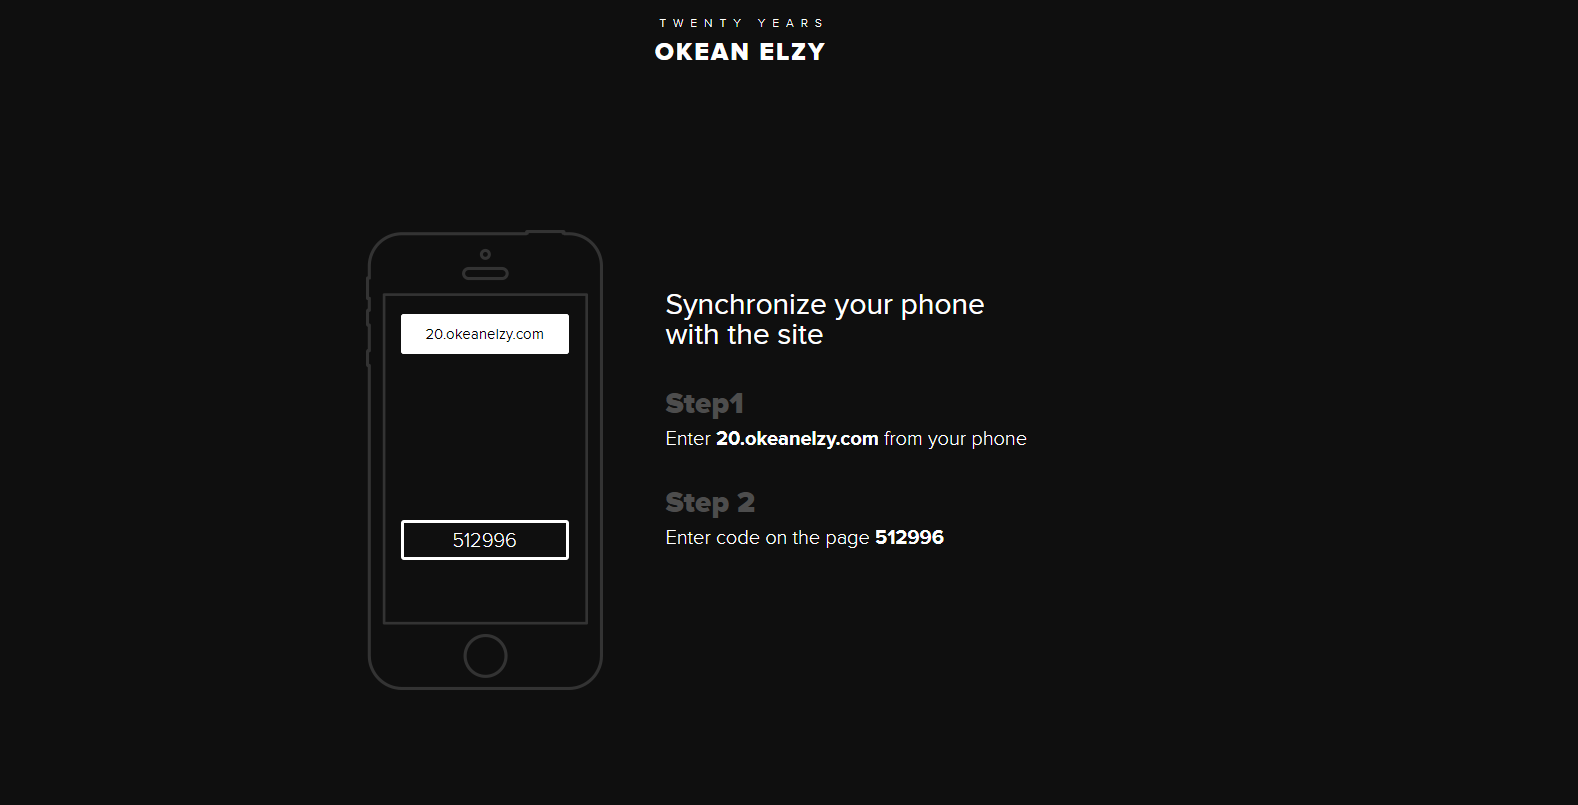 TWENTY YEARS
OKEAN ELZY
20.okeanelzy.com
512996
Synchronize your phone
with the site
Step1
Enter 20.okeanelzy.com from your phone
Step 2
Enter code on the page 512996